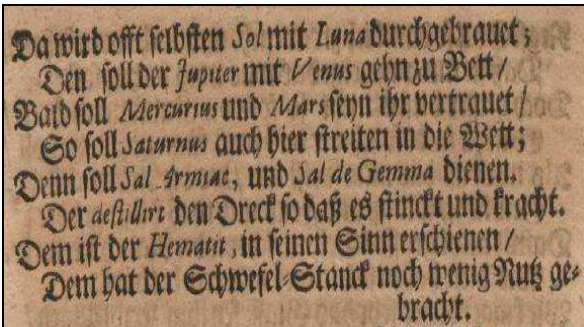 Da wird offt selbsten Sol mit Luna durchgebrauet;
Den soll der Jupiter mit Venus gehn zu Bett /
Bald soll Mercurius und Mars seyn ihr vertrauet /
So soll Saturnus auch hier streiten in die Wett;
Denn soll Sal Armiac, und Sal de Gemma dienen.
Der destillirt den Dreck so daß es stinckt und kracht.
Dem ist der Hematit, in seinen Sinn erschienen /
Dem hat der Schwefel-Stanck noch wenig Nutz ge-
bracht.